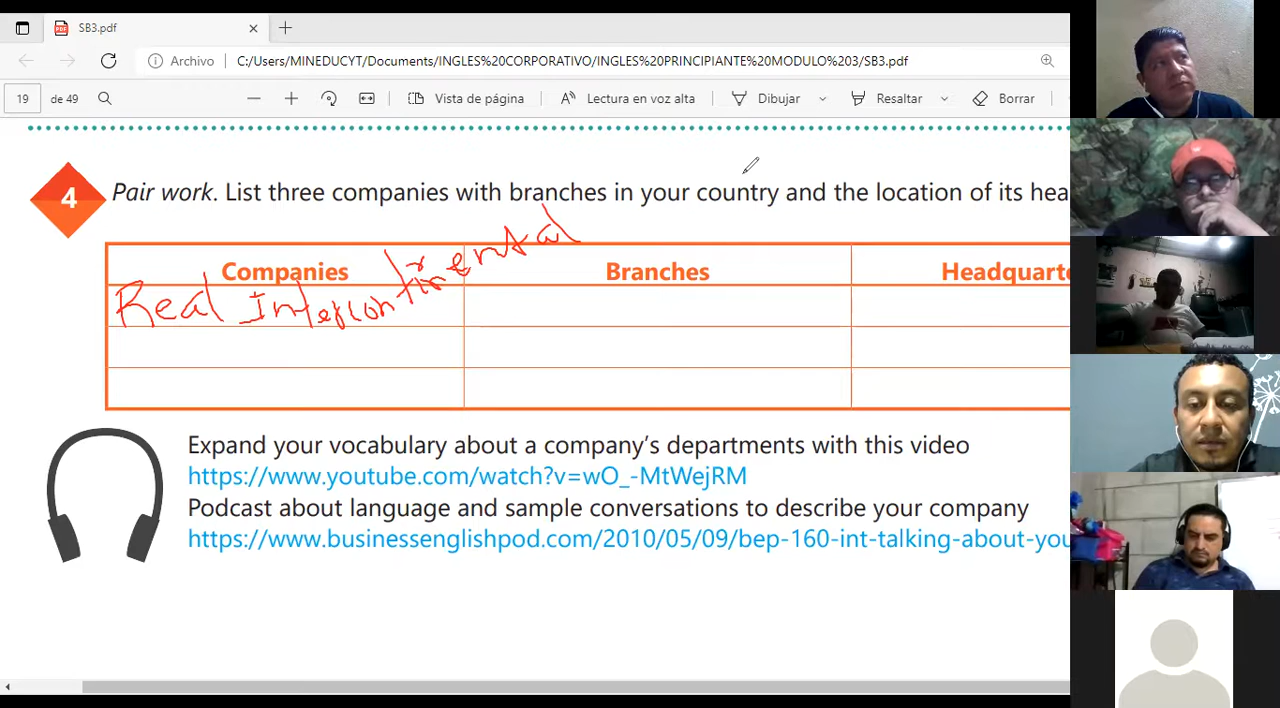 SB3.pdf
Archivo
C:/Users/MINEDUCYT/Documents/INGLES%20CORPORATIVO/INGLES%20PRINCIPIANTE%20MODULO%203/SB3.pdf
19 de 49
Vista de página
Lectura en voz alta
Dibujar
Resaltar
Borrar
4
Pair work. List three companies with branches in your country and the location of its hea
Companies Branches Headquarte
Real Intercontinental
Expand your vocabulary about a company's departments with this video
https://www.youtube.com/watch?v=wO_-MtWejRM
Podcast about language and sample conversations to describe your company
https://www.businessenglishpod.com/2010/05/09/bep-160-int-talking-about-you